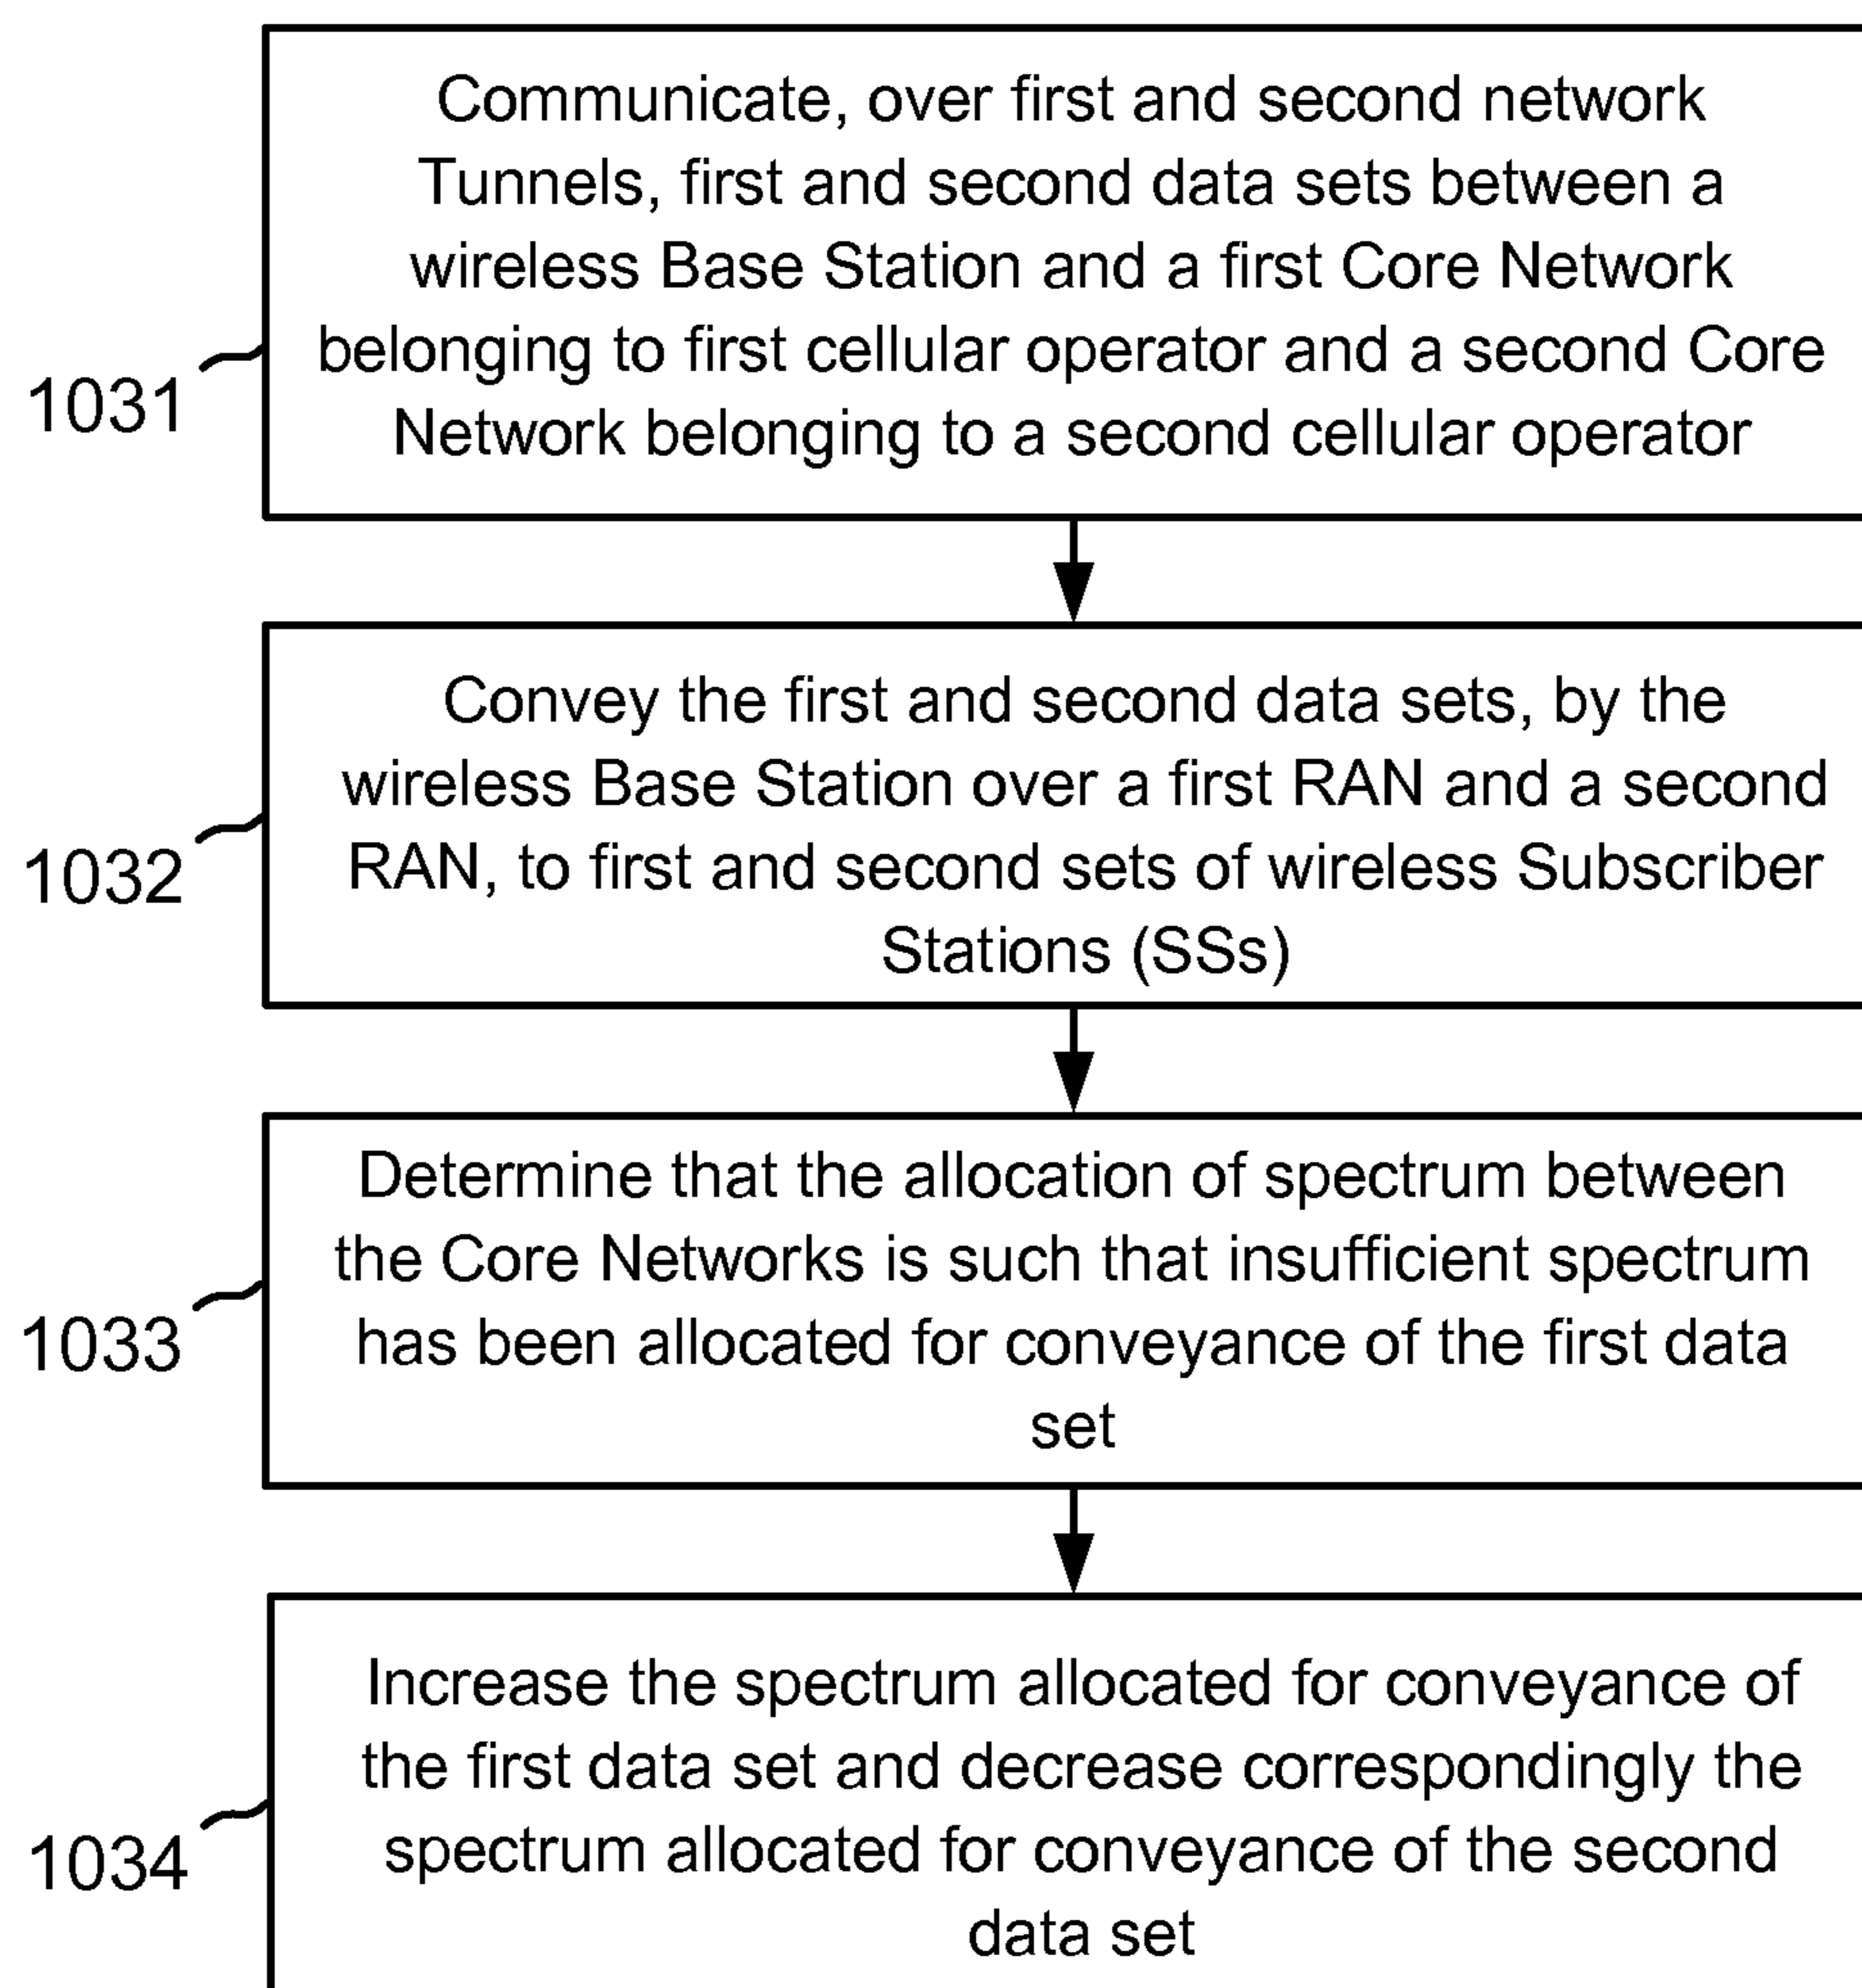 Communicate, over first and second network
Tunnels, first and second data sets between a
wireless Base Station and a first Core Network
belonging to first cellular operator and a second Core
Network belonging to a second cellular operator
1031
Convey the first and second data sets, by the
wireless Base Station over a first RAN and a second
RAN, to first and second sets of wireless Subscriber
Stations (SSs)
1032
Determine that the allocation of spectrum between
the Core Networks is such that insufficient spectrum
has been allocated for conveyance of the first data
set
1033
Increase the spectrum allocated for conveyance of
the first data set and decrease correspondingly the
spectrum allocated for conveyance of the second
data set
1034